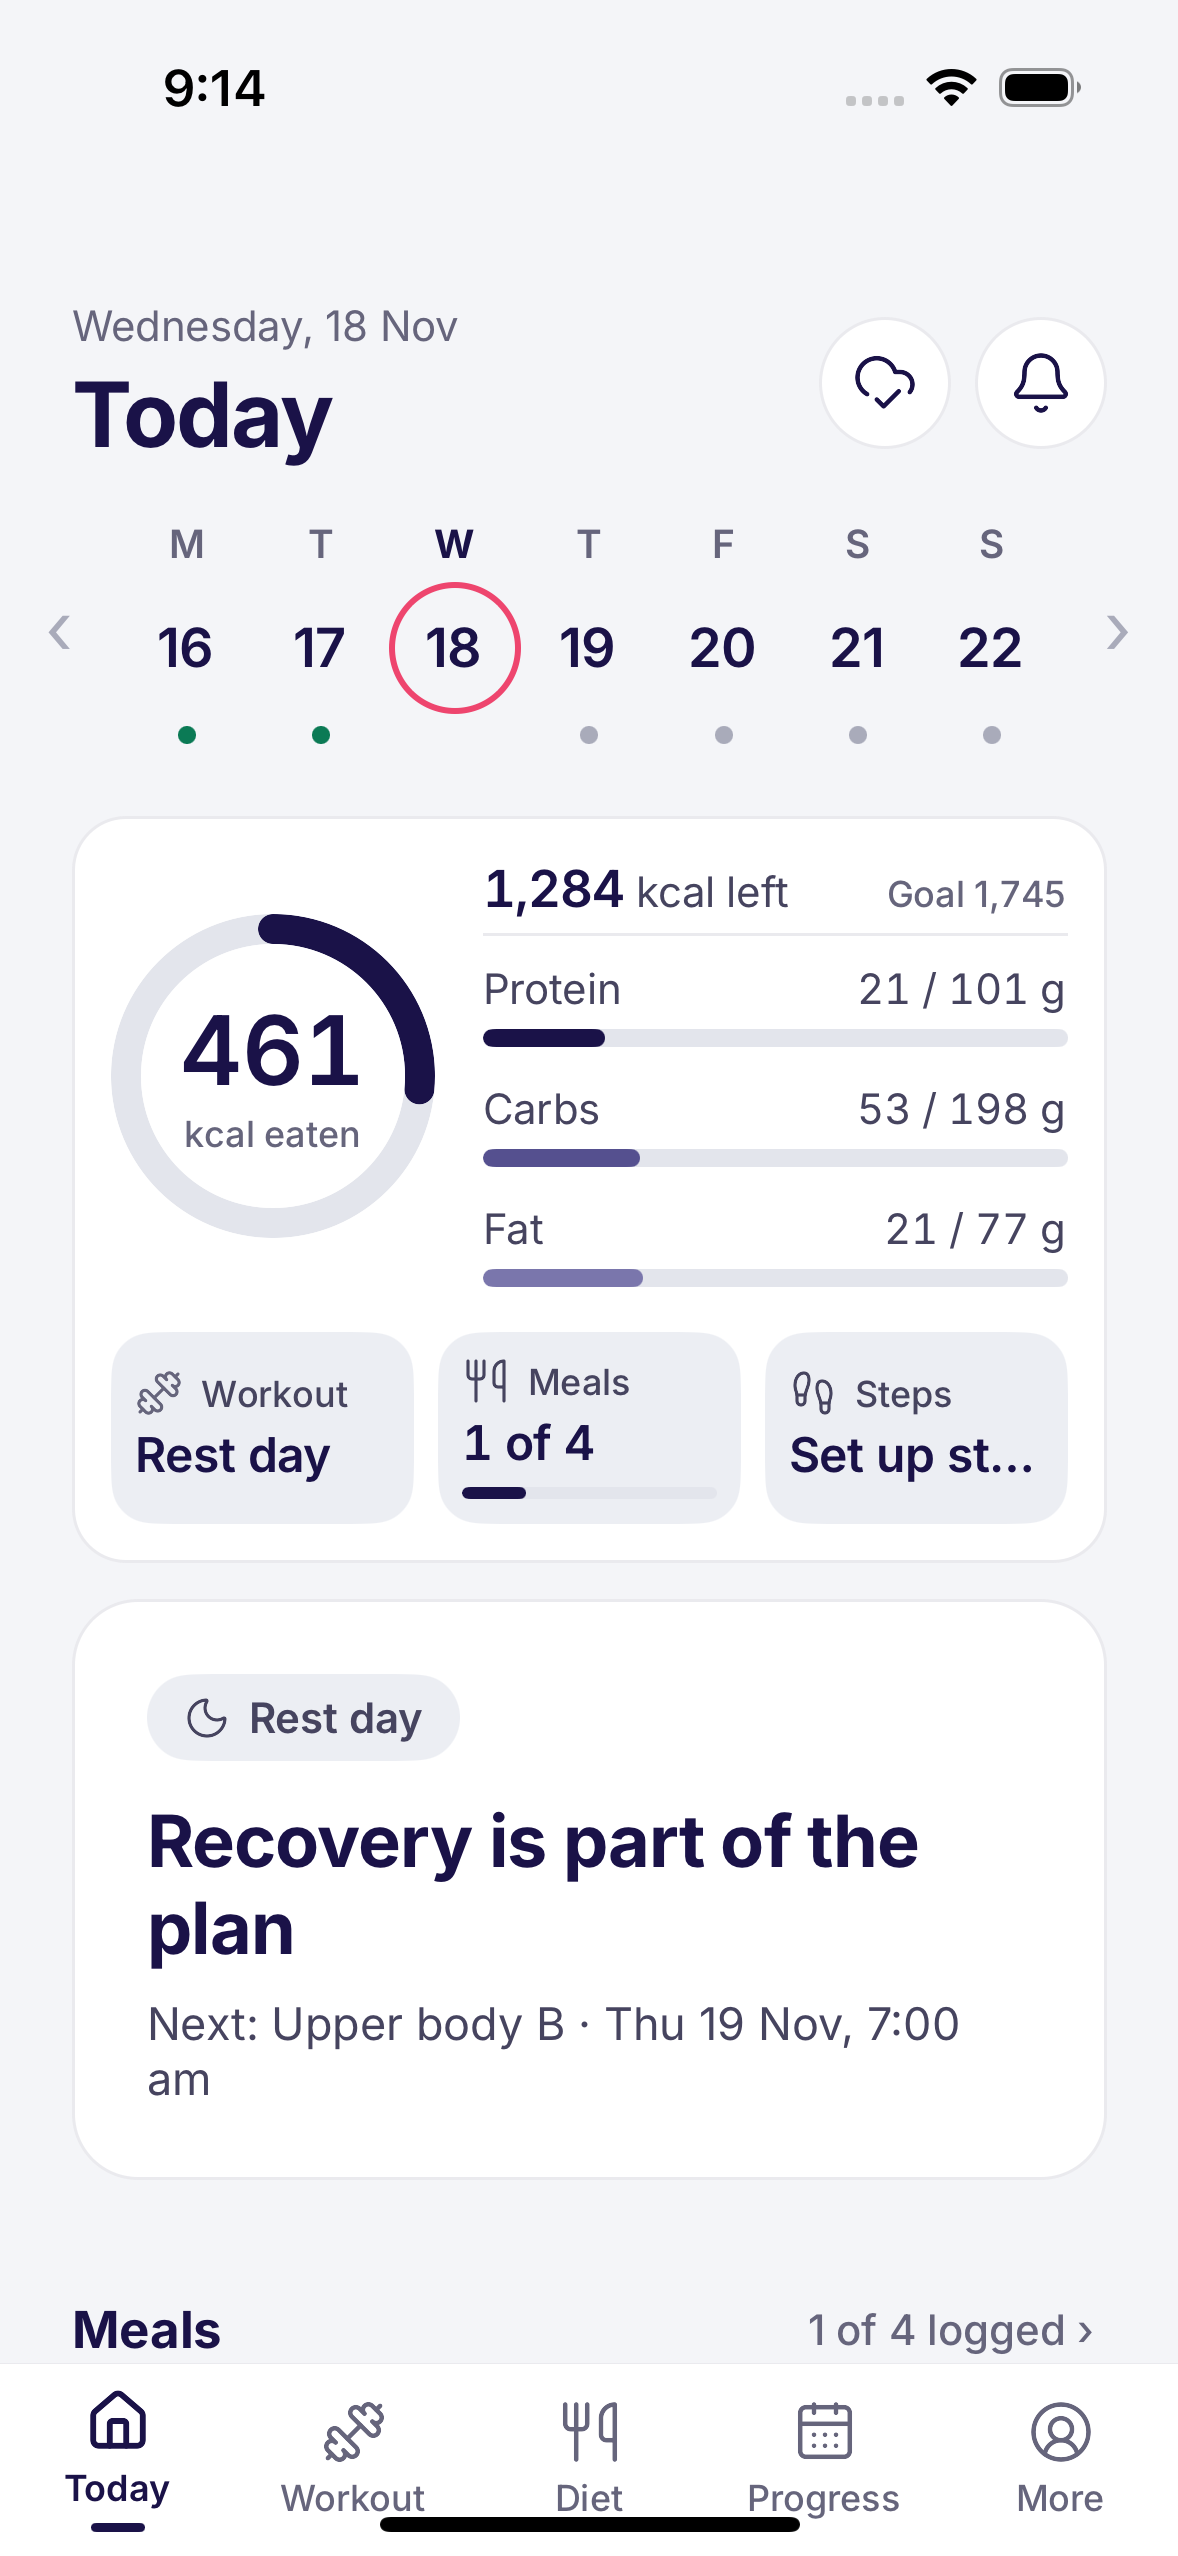 9:14
Wednesday, 18 Nov
Today
M T W T F S S
‹ 16 17 18 19 20 21 22 ›
1,284 kcal left Goal 1,745
461
kcal eaten
Protein 21 / 101 g
Carbs 53 / 198 g
Fat 21 / 77 g
Workout
Rest day
Meals
1 of 4
Steps
Set up st...
Rest day
Recovery is part of the
plan
Next: Upper body B · Thu 19 Nov, 7:00
am
Meals 1 of 4 logged ›
Today Workout Diet Progress More